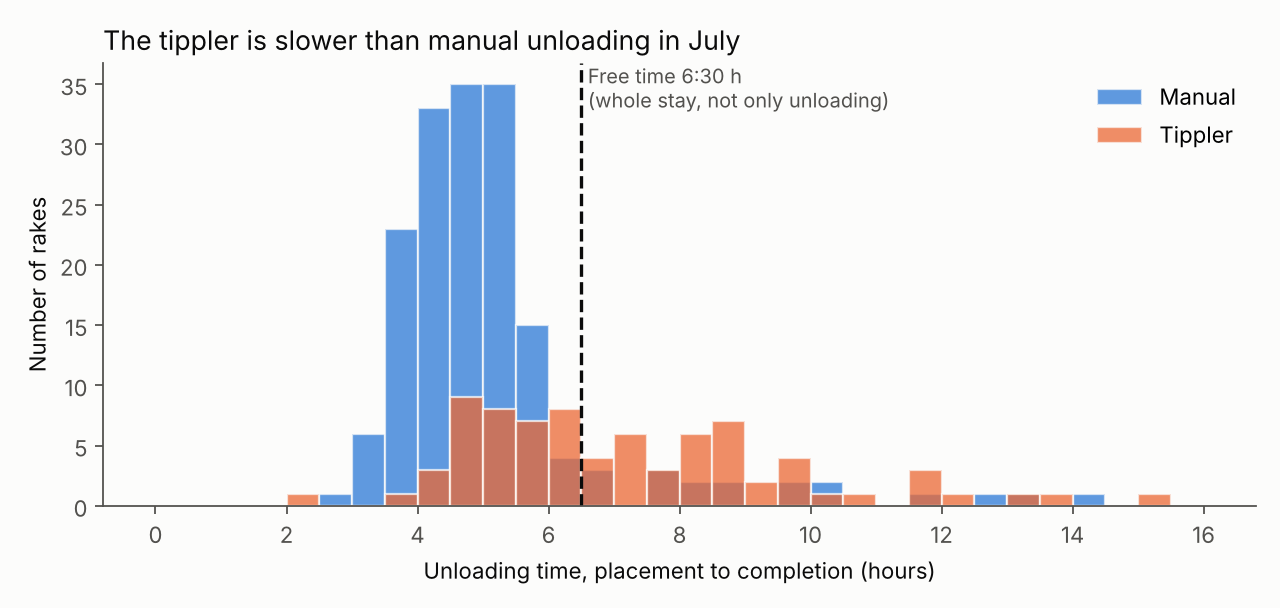 The tippler is slower than manual unloading in July
Free time 6:30 h
(whole stay, not only unloading)
Manual
Tippler
Number of rakes
35
30
25
20
15
10
5
0
0 2 4 6 8 10 12 14 16
Unloading time, placement to completion (hours)